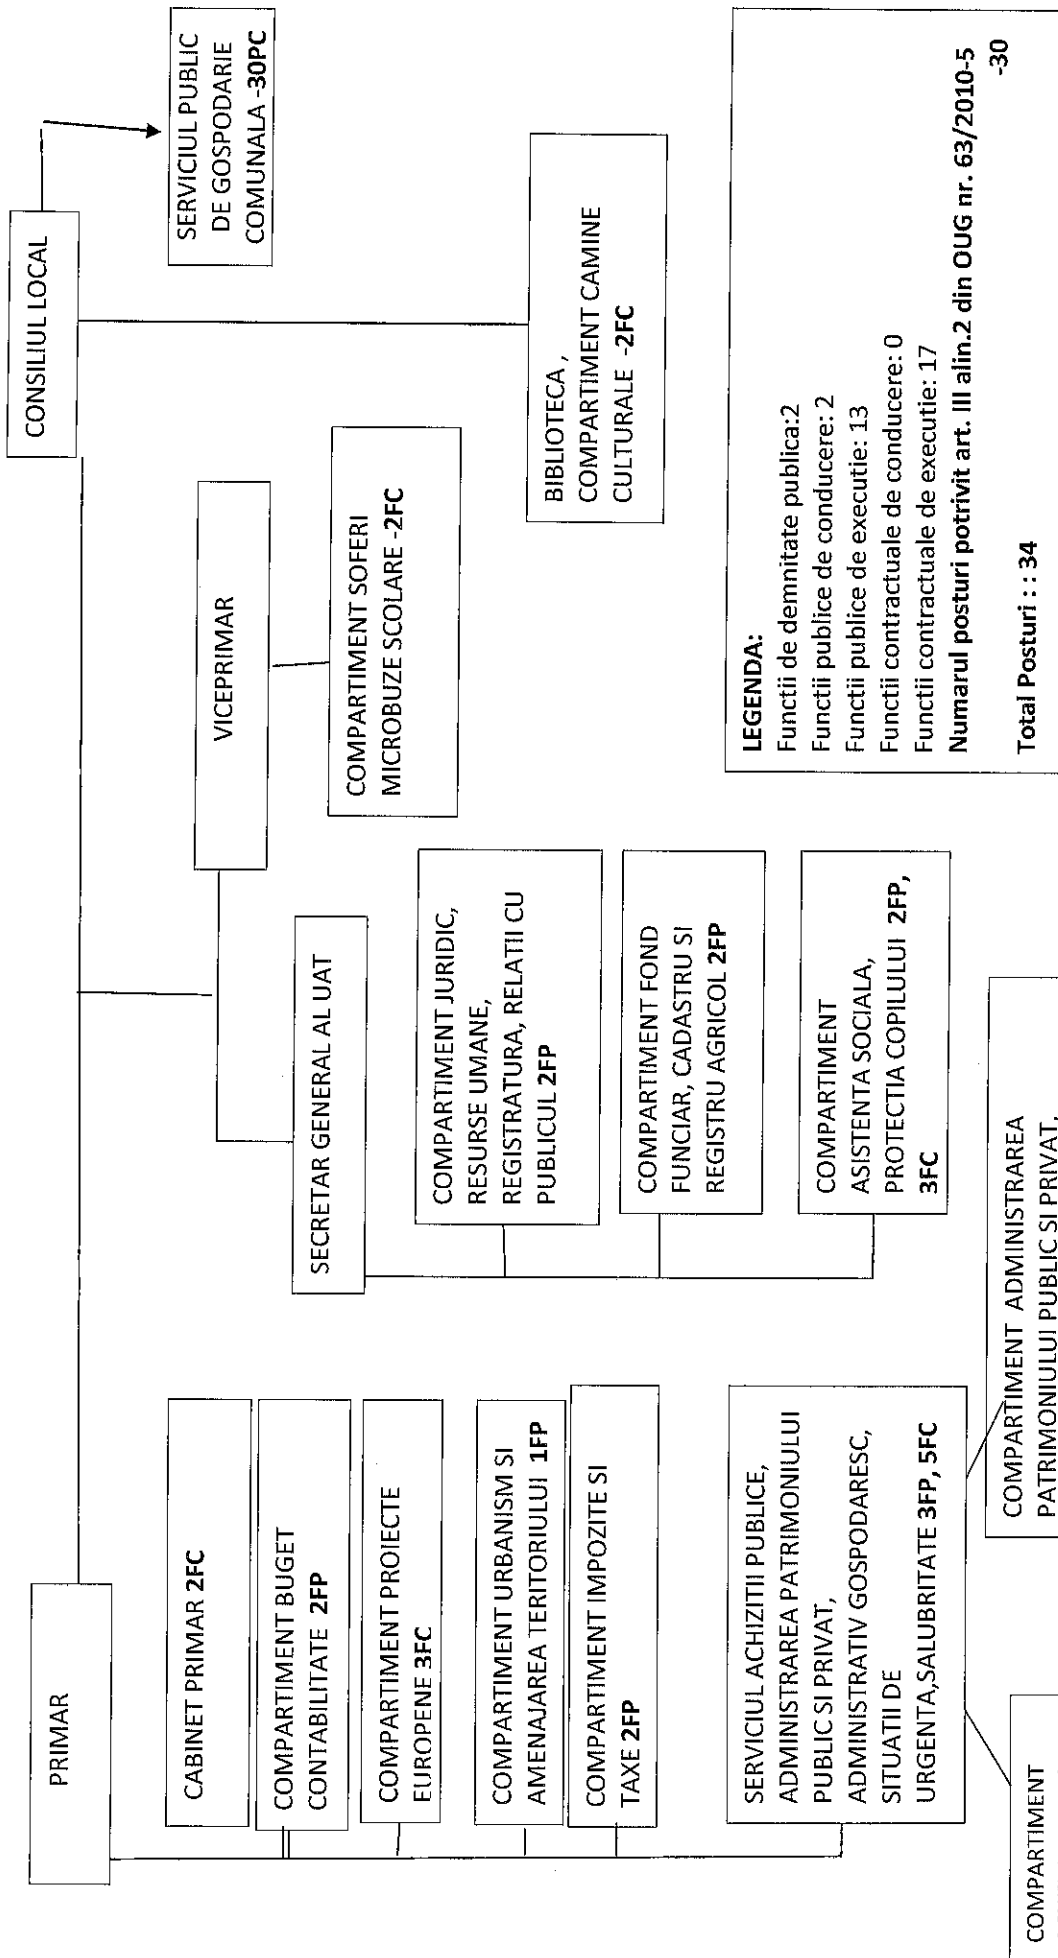 CONSILIUL LOCAL
SERVICIUL PUBLIC
DE GOSPODARIE
COMUNALA -30PC
PRIMAR
VICEPRIMAR
SECRETAR GENERAL AL UAT
CABINET PRIMAR 2FC
COMPARTIMENT BUGET
CONTABILITATE 2FP
COMPARTIMENT PROIECTE
EUROPENE 3FC
COMPARTIMENT URBANISM SI
AMENAJAREA TERITORIULUI 1FP
COMPARTIMENT IMPOZITE SI
TAXE 2FP
SERVICIUL ACHIZITII PUBLICE,
ADMINISTRAREA PATRIMONIULUI
PUBLIC SI PRIVAT,
ADMINISTRATIV GOSPODARESC,
SITUATII DE
URGENTA,SALUBRITATE 3FP, 5FC
COMPARTIMENT
COMPARTIMENT ADMINISTRAREA
PATRIMONIULUI PUBLIC SI PRIVAT,
COMPARTIMENT JURIDIC,
RESURSE UMANE,
REGISTRATURA, RELATII CU
PUBLICUL 2FP
COMPARTIMENT FOND
FUNCIAR, CADASTRU SI
REGISTRU AGRICOL 2FP
COMPARTIMENT
ASISTENTA SOCIALA,
PROTECTIA COPILULUI 2FP,
3FC
COMPARTIMENT SOFERI
MICROBUZE SCOLARE -2FC
BIBLIOTECA ,
COMPARTIMENT CAMINE
CULTURALE -2FC
LEGENDA:
Functii de demnitate publica:2
Functii publice de conducere: 2
Functii publice de executie: 13
Functii contractuale de conducere: 0
Functii contractuale de executie: 17
Numarul posturi potrivit art. III alin.2 din OUG nr. 63/2010-5
-30
Total Posturi : : 34